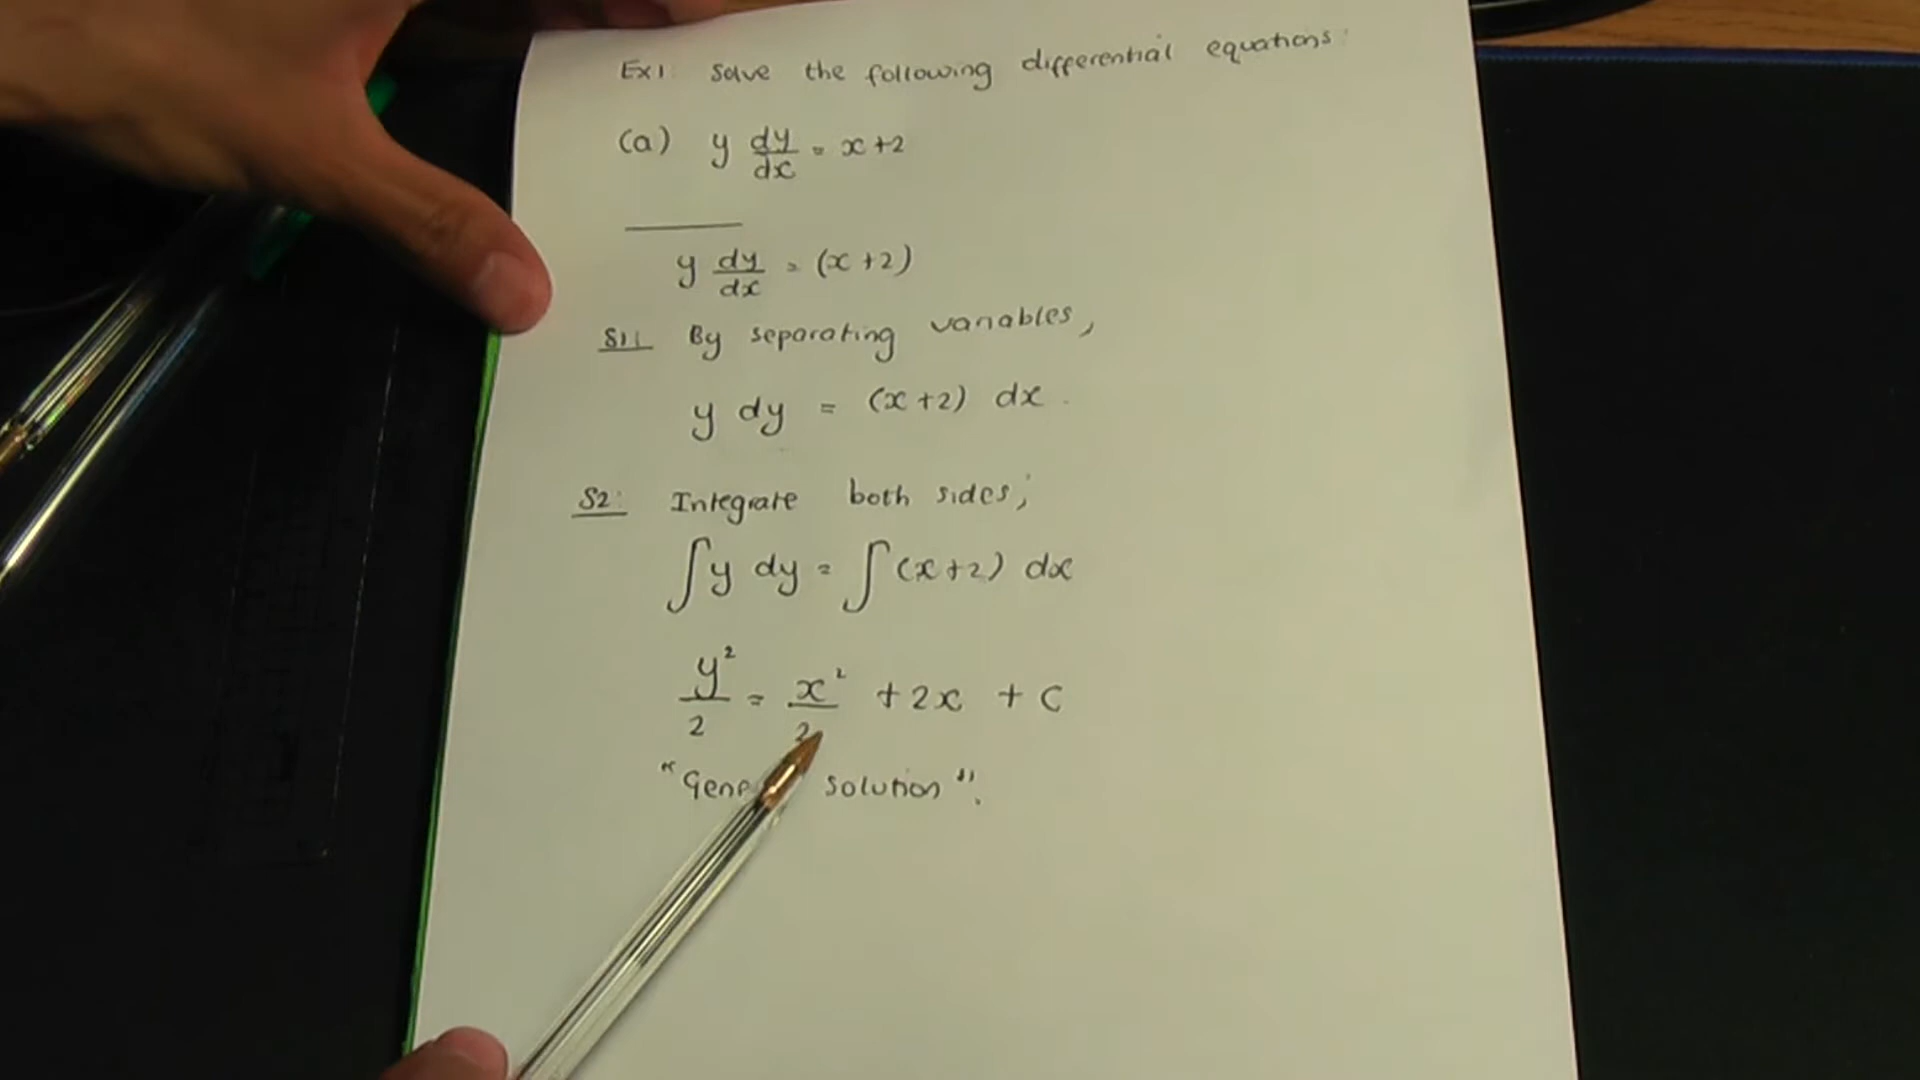 Ex1: Solve the following differential equations:
(a) y dy/dx = x+2
y dy/dx = (x+2)
S1: By separating variables,
y dy = (x+2) dx.
S2: Integrate both sides;
∫y dy = ∫(x+2) dx
y²/2 = x²/2 + 2x + C
" solution".